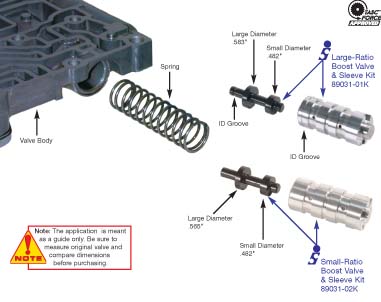 TASC
FORCE
APPROVED
Large Diameter
.583"
Small Diameter
.482"
Large-Ratio
Boost Valve
& Sleeve Kit
89031-01K
Spring
ID Groove
ID Groove
Valve Body
Large Diameter
.565"
Small Diameter
.482"
Note: The application is meant
as a guide only. Be sure to
measure original valve and
compare dimensions
before purchasing.
NOTE
Small-Ratio
Boost Valve
& Sleeve Kit
89031-02K